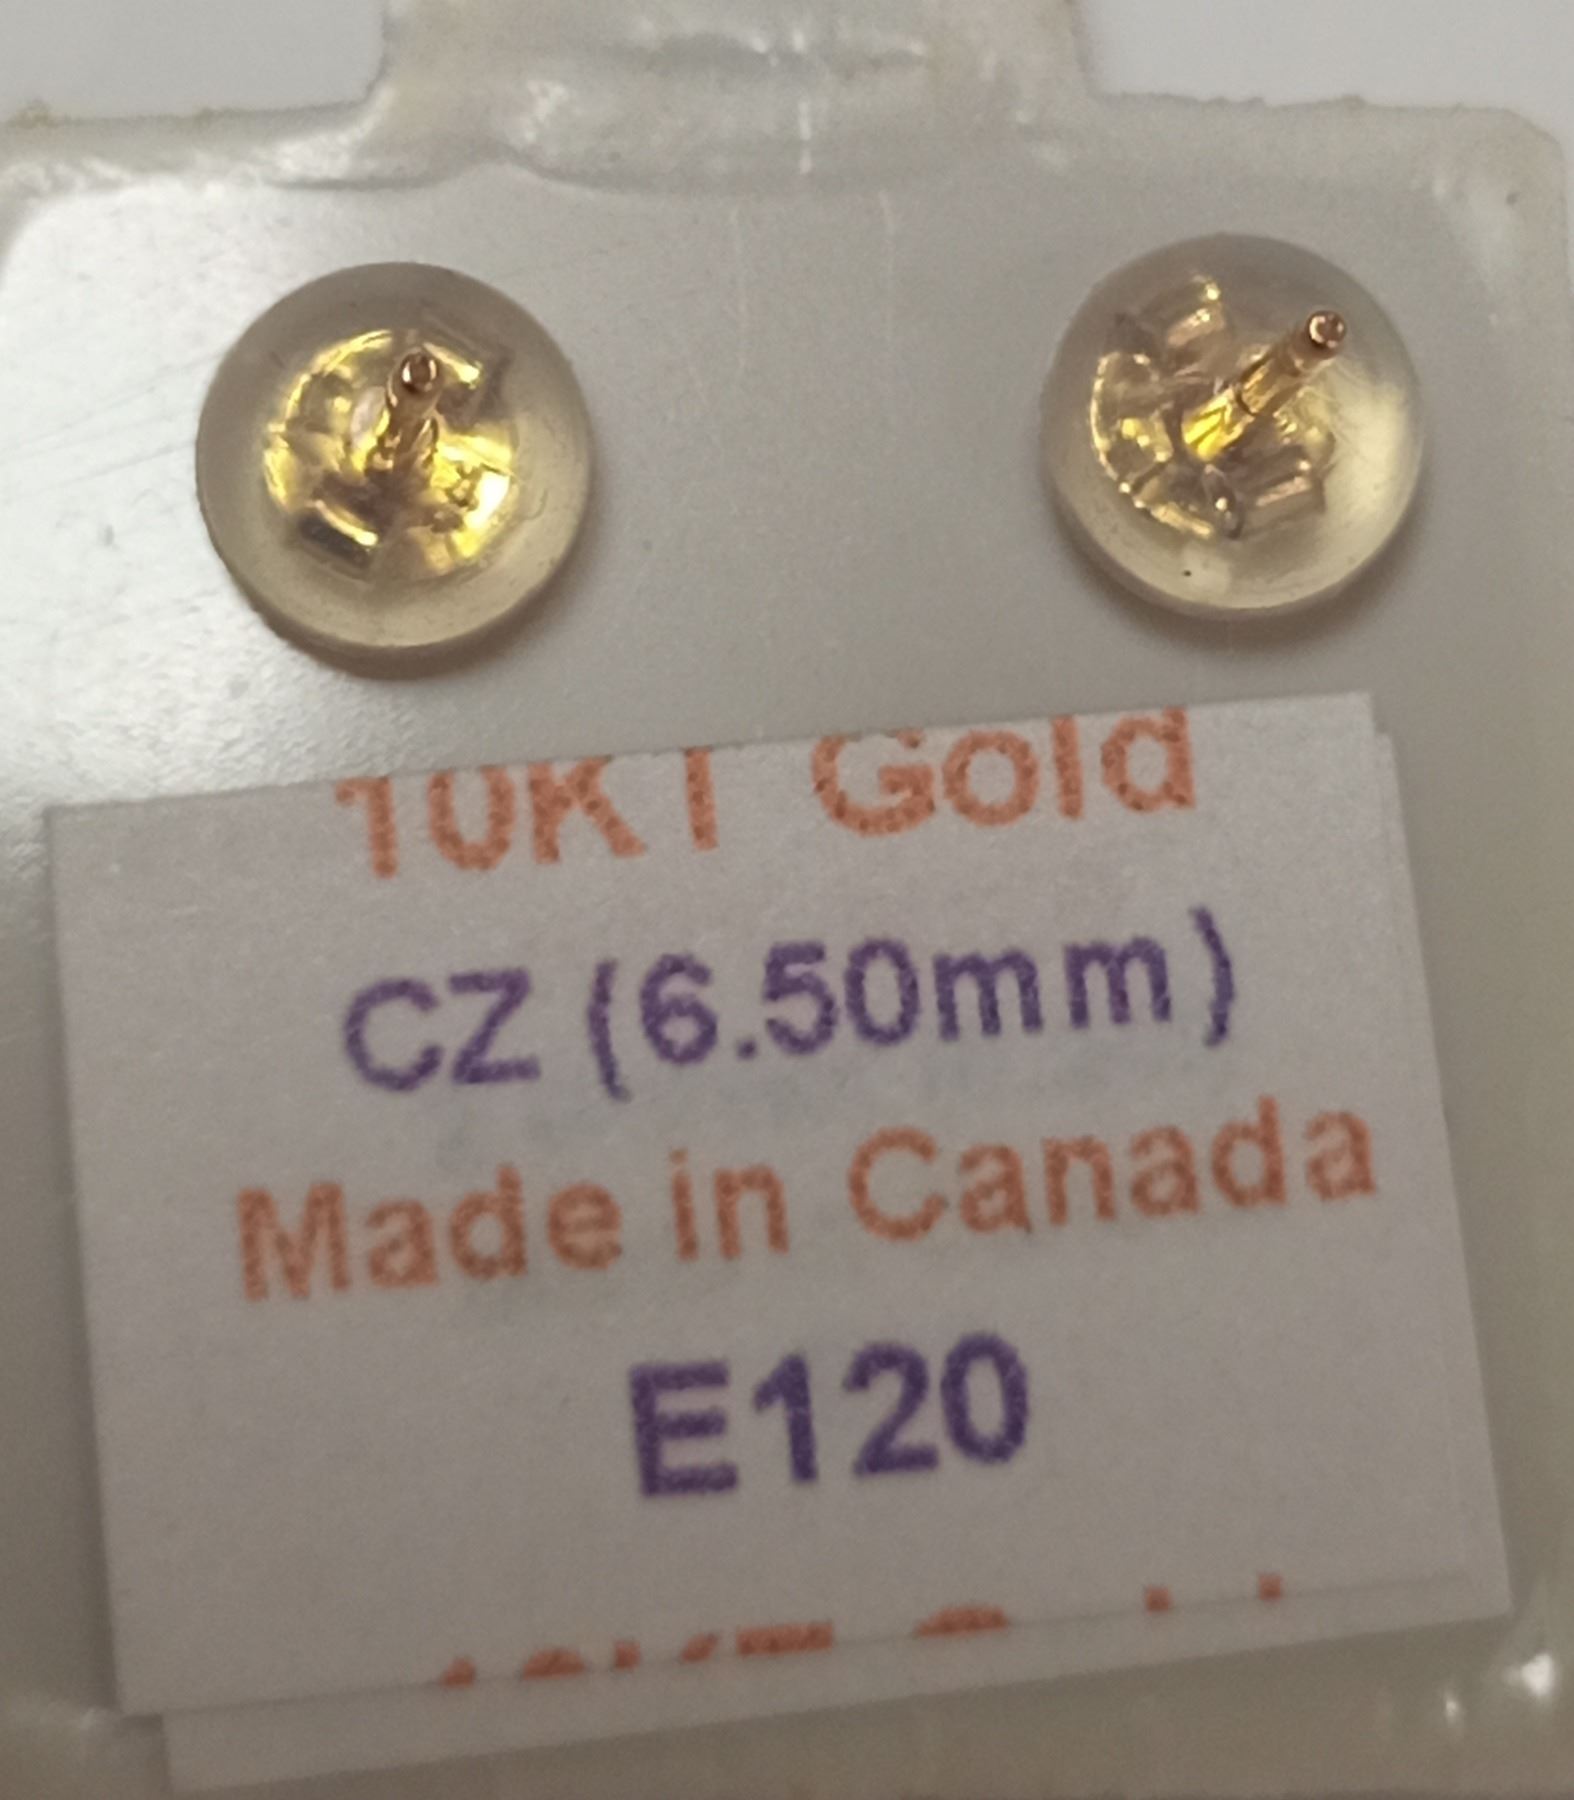 10KT Gold
CZ (6.50mm)
Made in Canada
E120